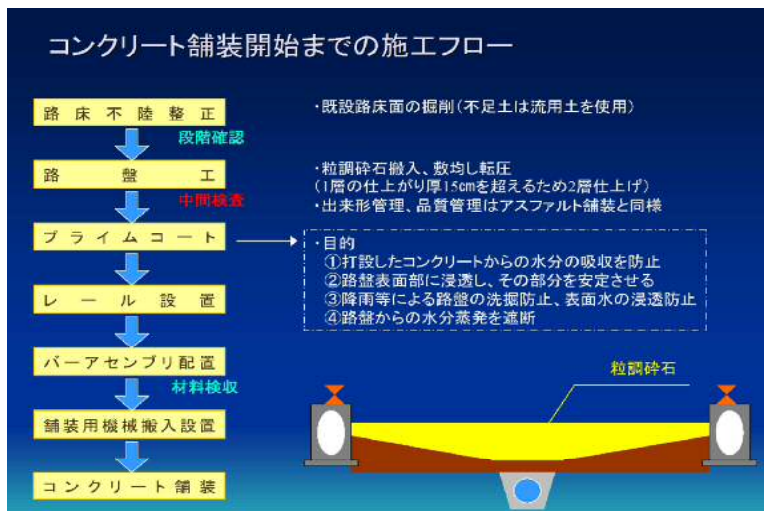 コンクリート舗装開始までの施工フロー
路床不陸整正
・既設路床面の掘削(不足土は流用土を使用)
段階確認
路盤工
・粒調砕石搬入、敷均し転圧
(1層の仕上がり厚15cmを超えるため2層仕上げ)
中間検査
・出来形管理、品質管理はアスファルト舗装と同様
プライムコート
・目的
①打設したコンクリートからの水分の吸収を防止
②路盤表面部に浸透し、その部分を安定させる
③降雨等による路盤の洗掘防止、表面水の浸透防止
④路盤からの水分蒸発を遮断
レール設置
バーアセンブリ配置
材料検収
粒調砕石
舗装用機械搬入設置
コンクリート舗装